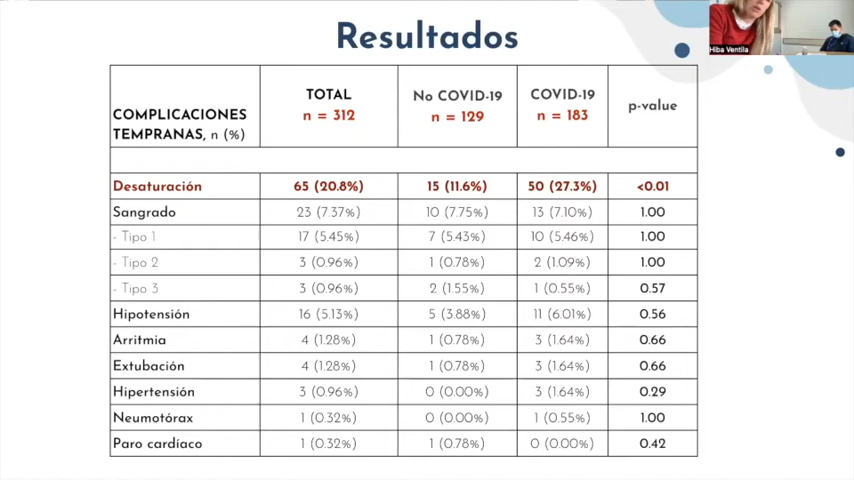 Resultados
Hiba Ventila
COMPLICACIONES TEMPRANAS, n (%) TOTAL n = 312 No COVID-19 n = 129 COVID-19 n = 183 p-value
Desaturación 65 (20.8%) 15 (11.6%) 50 (27.3%) <0.01
Sangrado 23 (7.37%) 10 (7.75%) 13 (7.10%) 1.00
- Tipo 1 17 (5.45%) 7 (5.43%) 10 (5.46%) 1.00
- Tipo 2 3 (0.96%) 1 (0.78%) 2 (1.09%) 1.00
- Tipo 3 3 (0.96%) 2 (1.55%) 1 (0.55%) 0.57
Hipotensión 16 (5.13%) 5 (3.88%) 11 (6.01%) 0.56
Arritmia 4 (1.28%) 1 (0.78%) 3 (1.64%) 0.66
Extubación 4 (1.28%) 1 (0.78%) 3 (1.64%) 0.66
Hipertensión 3 (0.96%) 0 (0.00%) 3 (1.64%) 0.29
Neumotórax 1 (0.32%) 0 (0.00%) 1 (0.55%) 1.00
Paro cardíaco 1 (0.32%) 1 (0.78%) 0 (0.00%) 0.42